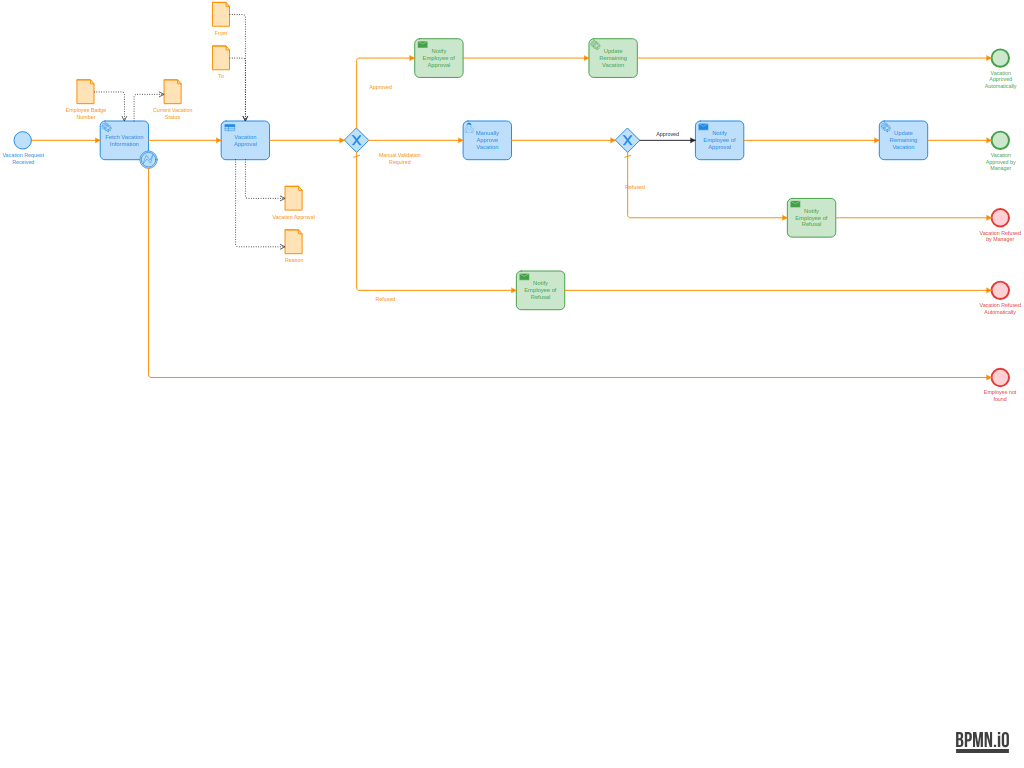 From
To
Employee Badge
Number
Current Vacation
Status
Notify
Employee of
Approval
Update
Remaining
Vacation
Vacation
Approved
Automatically
Approved
Vacation Request
Received
Fetch Vacation
Information
Vacation
Approval
Manual Validation
Required
Manually
Approve
Vacation
Approved
Notify
Employee of
Approval
Update
Remaining
Vacation
Vacation
Approved by
Manager
Refused
Vacation Approval
Reason
Notify
Employee of
Refusal
Vacation Refused
by Manager
Refused
Notify
Employee of
Refusal
Vacation Refused
Automatically
Employee not
found
BPMN.iO